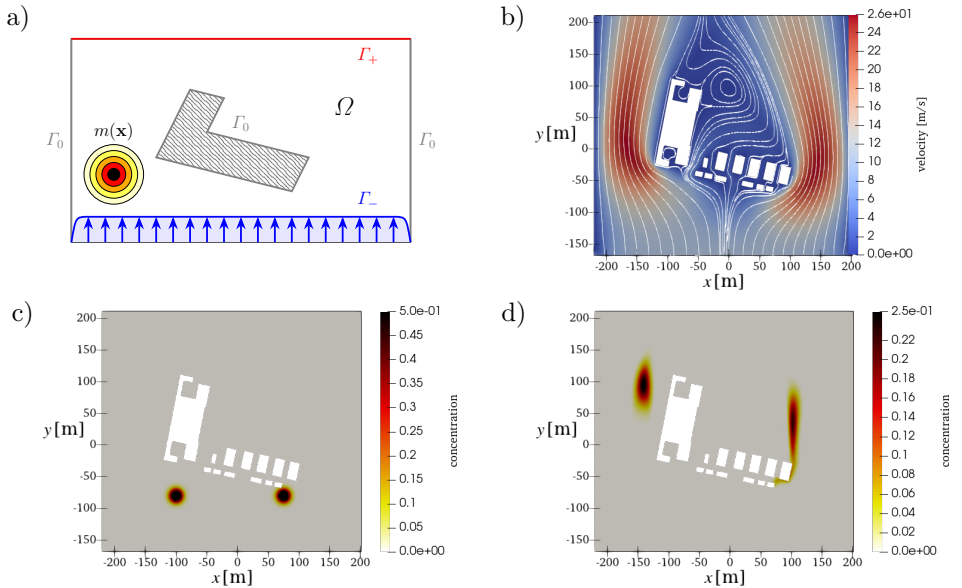 a)
Γ₊
Ω
m(x)
Γ₀
Γ₀
Γ₀
Γ₋
b)
200
150
100
50
y[m]
0
-50
-100
-150
-200 -150 -100 -50 0 50 100 150 200
x[m]
2.6e+01
24
22
20
18
16
14
12
10
8
6
4
2
0.0e+00
velocity [m/s]
c)
200
150
100
50
y[m]
0
-50
-100
-150
-200 -150 -100 -50 0 50 100 150 200
x[m]
5.0e-01
0.45
0.4
0.35
0.3
0.25
0.2
0.15
0.1
0.05
0.0e+00
concentration
d)
200
150
100
50
y[m]
0
-50
-100
-150
-200 -150 -100 -50 0 50 100 150 200
x[m]
2.5e-01
0.22
0.2
0.18
0.16
0.14
0.12
0.1
0.08
0.06
0.04
0.02
0.0e+00
concentration